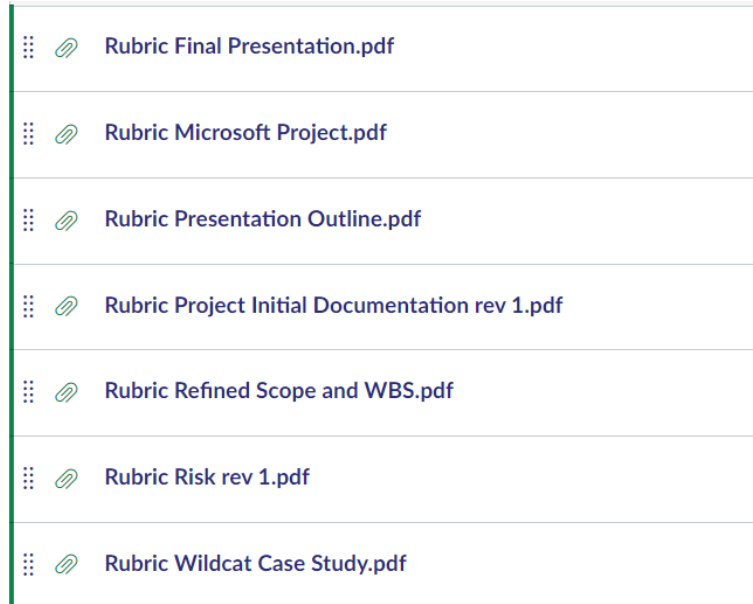 Rubric Final Presentation.pdf
Rubric Microsoft Project.pdf
Rubric Presentation Outline.pdf
Rubric Project Initial Documentation rev 1.pdf
Rubric Refined Scope and WBS.pdf
Rubric Risk rev 1.pdf
Rubric Wildcat Case Study.pdf